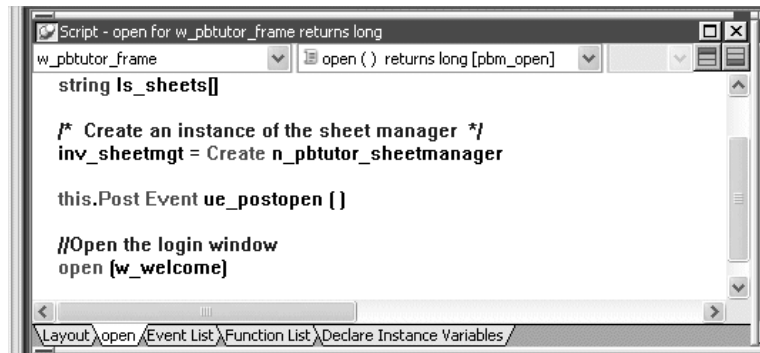 Script - open for w_pbtutor_frame returns long
w_pbtutor_frame open ( ) returns long [pbm_open]
string ls_sheets[]
/* Create an instance of the sheet manager */
inv_sheetmgt = Create n_pbtutor_sheetmanager
this.Post Event ue_postopen ( )
//Open the login window
open (w_welcome)
Layout open Event List Function List Declare Instance Variables